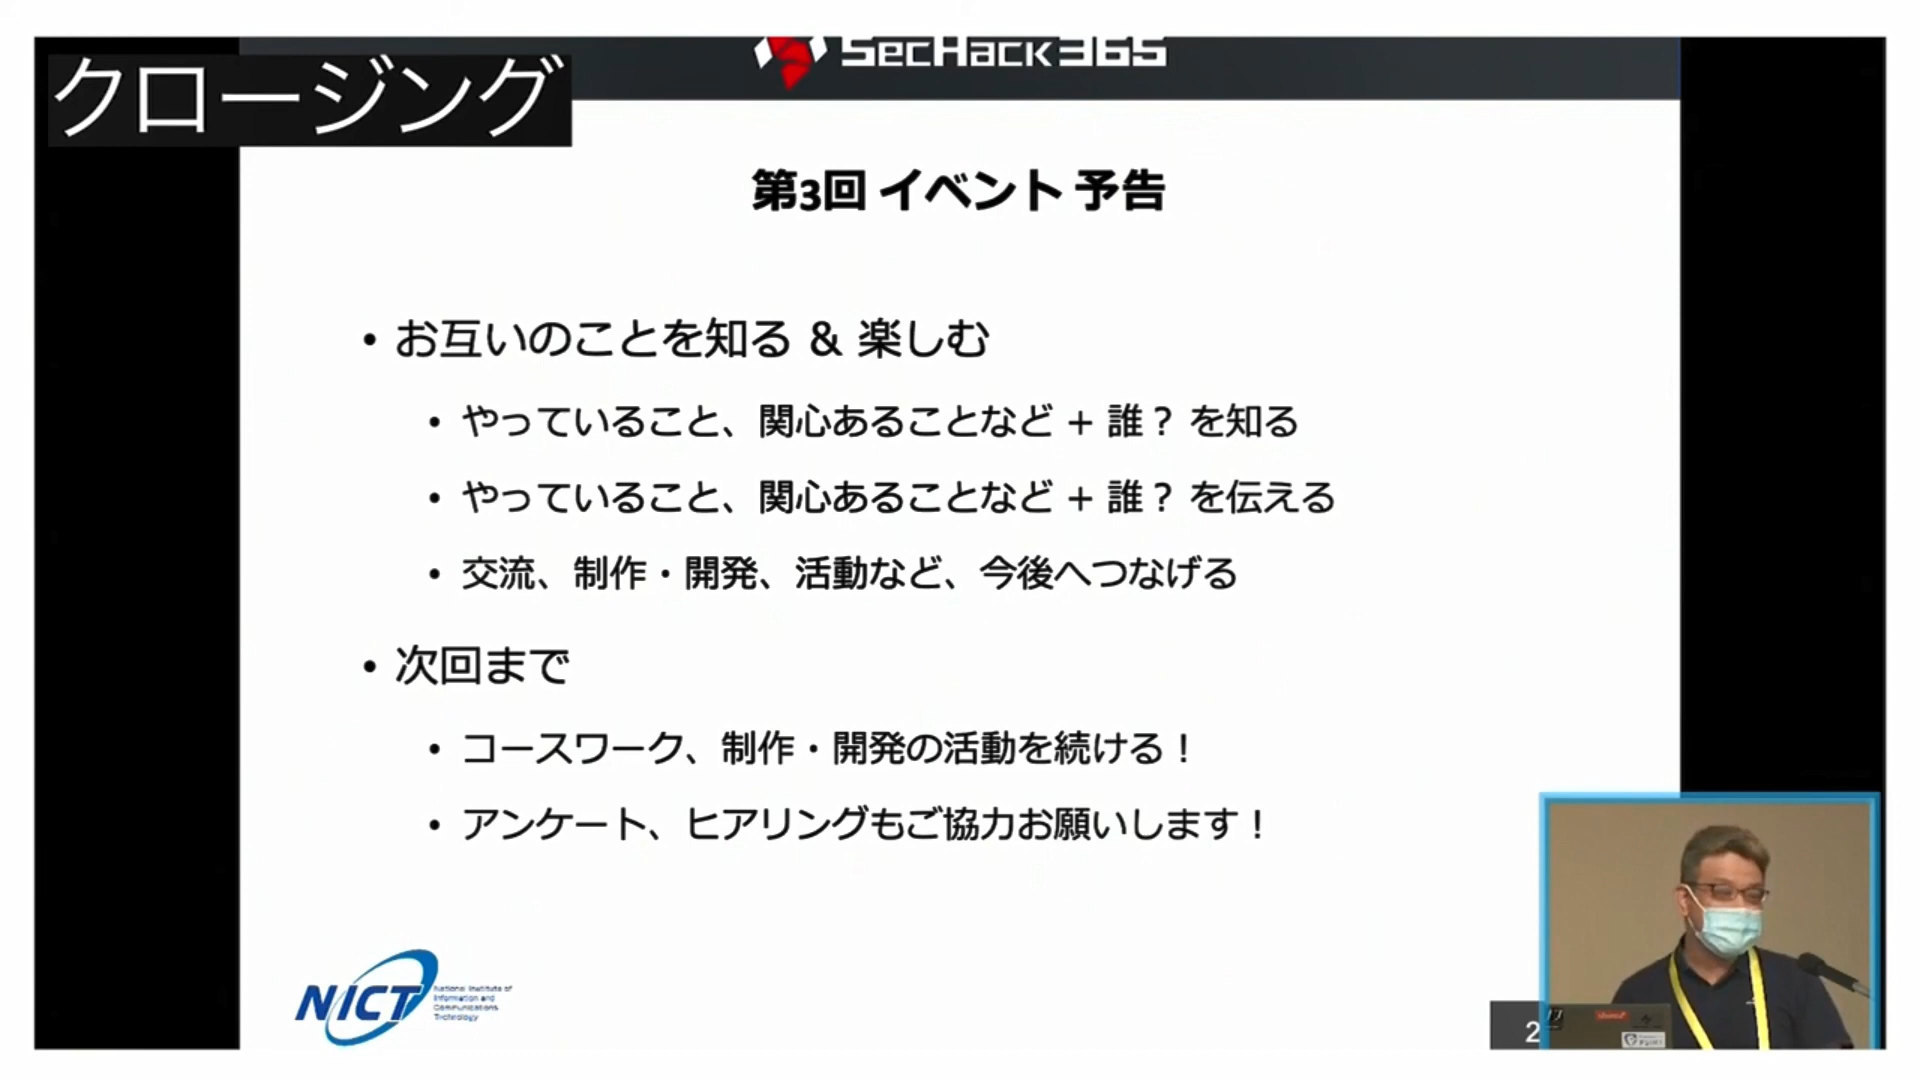 SecHack365
クロージング
第3回 イベント 予告
• お互いのことを知る & 楽しむ
• やっていること、関心あることなど + 誰？ を知る
• やっていること、関心あることなど + 誰？ を伝える
• 交流、制作・開発、活動など、今後へつなげる
• 次回まで
• コースワーク、制作・開発の活動を続ける！
• アンケート、ヒアリングもご協力お願いします！
NICT
National Institute of
Information and
Communications
Technology
2